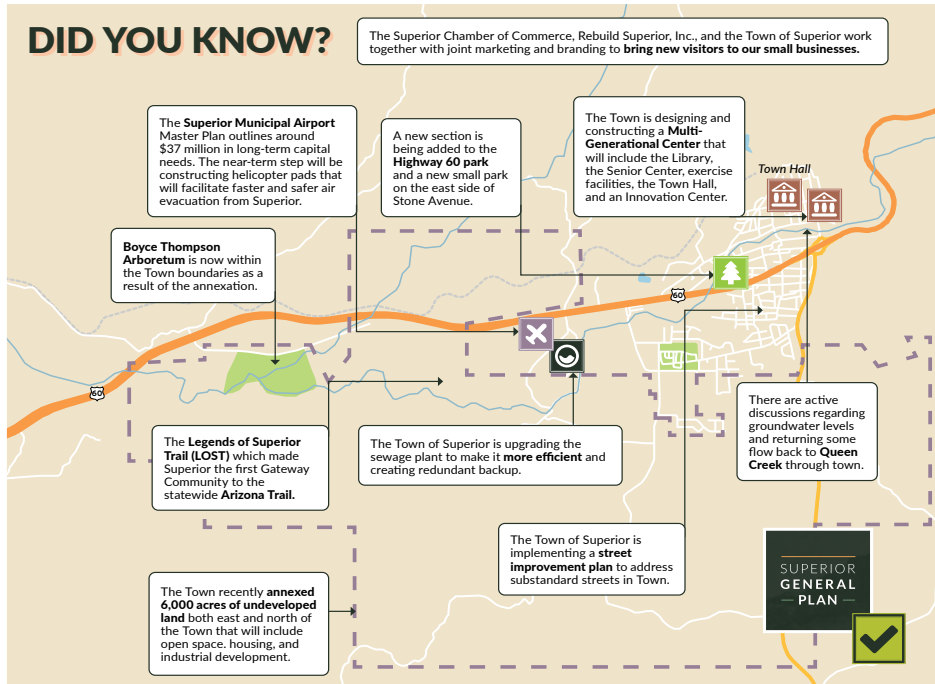 DID YOU KNOW?
The Superior Chamber of Commerce, Rebuild Superior, Inc., and the Town of Superior work
together with joint marketing and branding to bring new visitors to our small businesses.
The Superior Municipal Airport
Master Plan outlines around
$37 million in long-term capital
needs. The near-term step will be
constructing helicopter pads that
will facilitate faster and safer air
evacuation from Superior.
A new section is
being added to the
Highway 60 park
and a new small park
on the east side of
Stone Avenue.
The Town is designing and
constructing a Multi-
Generational Center that
will include the Library,
the Senior Center, exercise
facilities, the Town Hall,
and an Innovation Center.
Town Hall
Boyce Thompson
Arboretum is now within
the Town boundaries as a
result of the annexation.
60
60
The Legends of Superior
Trail (LOST) which made
Superior the first Gateway
Community to the
statewide Arizona Trail.
The Town of Superior is upgrading the
sewage plant to make it more efficient and
creating redundant backup.
There are active
discussions regarding
groundwater levels
and returning some
flow back to Queen
Creek through town.
The Town of Superior is
implementing a street
improvement plan to address
substandard streets in Town.
The Town recently annexed
6,000 acres of undeveloped
land both east and north of
the Town that will include
open space. housing, and
industrial development.
SUPERIOR
GENERAL
PLAN